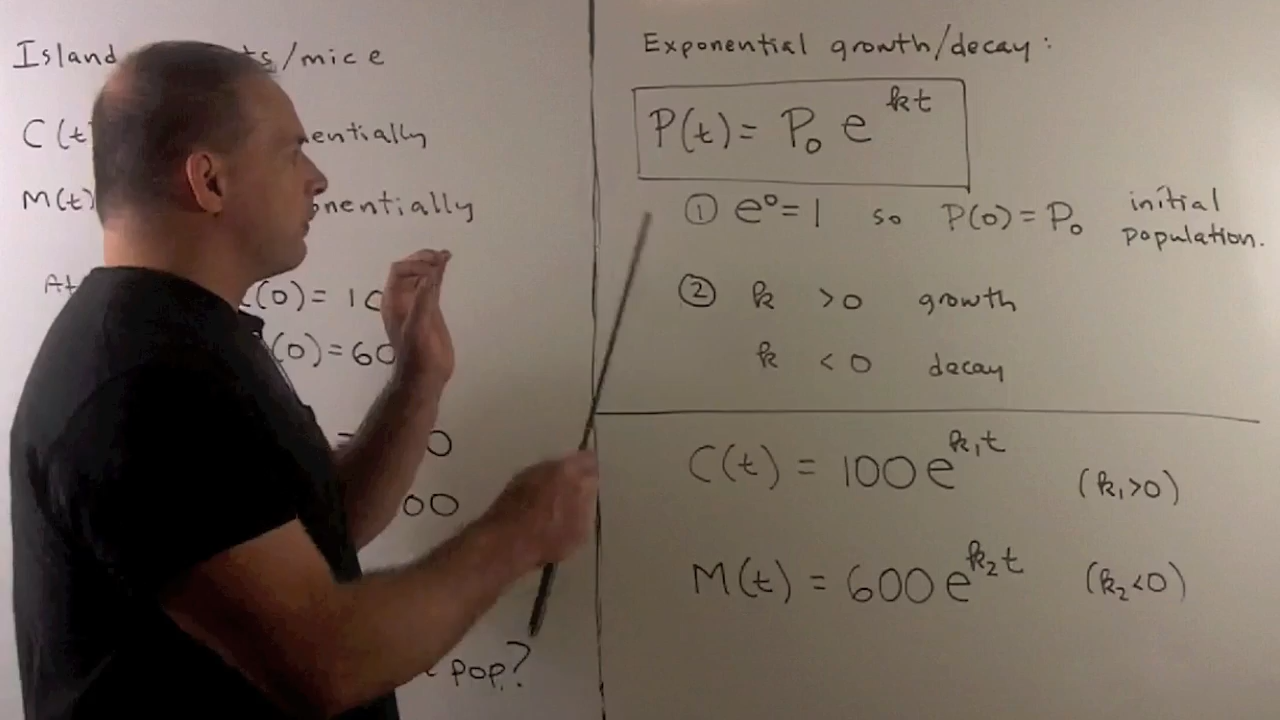 Island s/mice
C(t entially
M(t) onentially
At (0) = 10
(0) = 60
= 0
00
pop?
Exponential growth/decay:
P(t) = P₀ e^{kt}
① e⁰ = 1 so P(0) = P₀ initial population.
② k > 0 growth
k < 0 decay
C(t) = 100 e^{k₁t} (k₁>0)
M(t) = 600 e^{k₂t} (k₂<0)